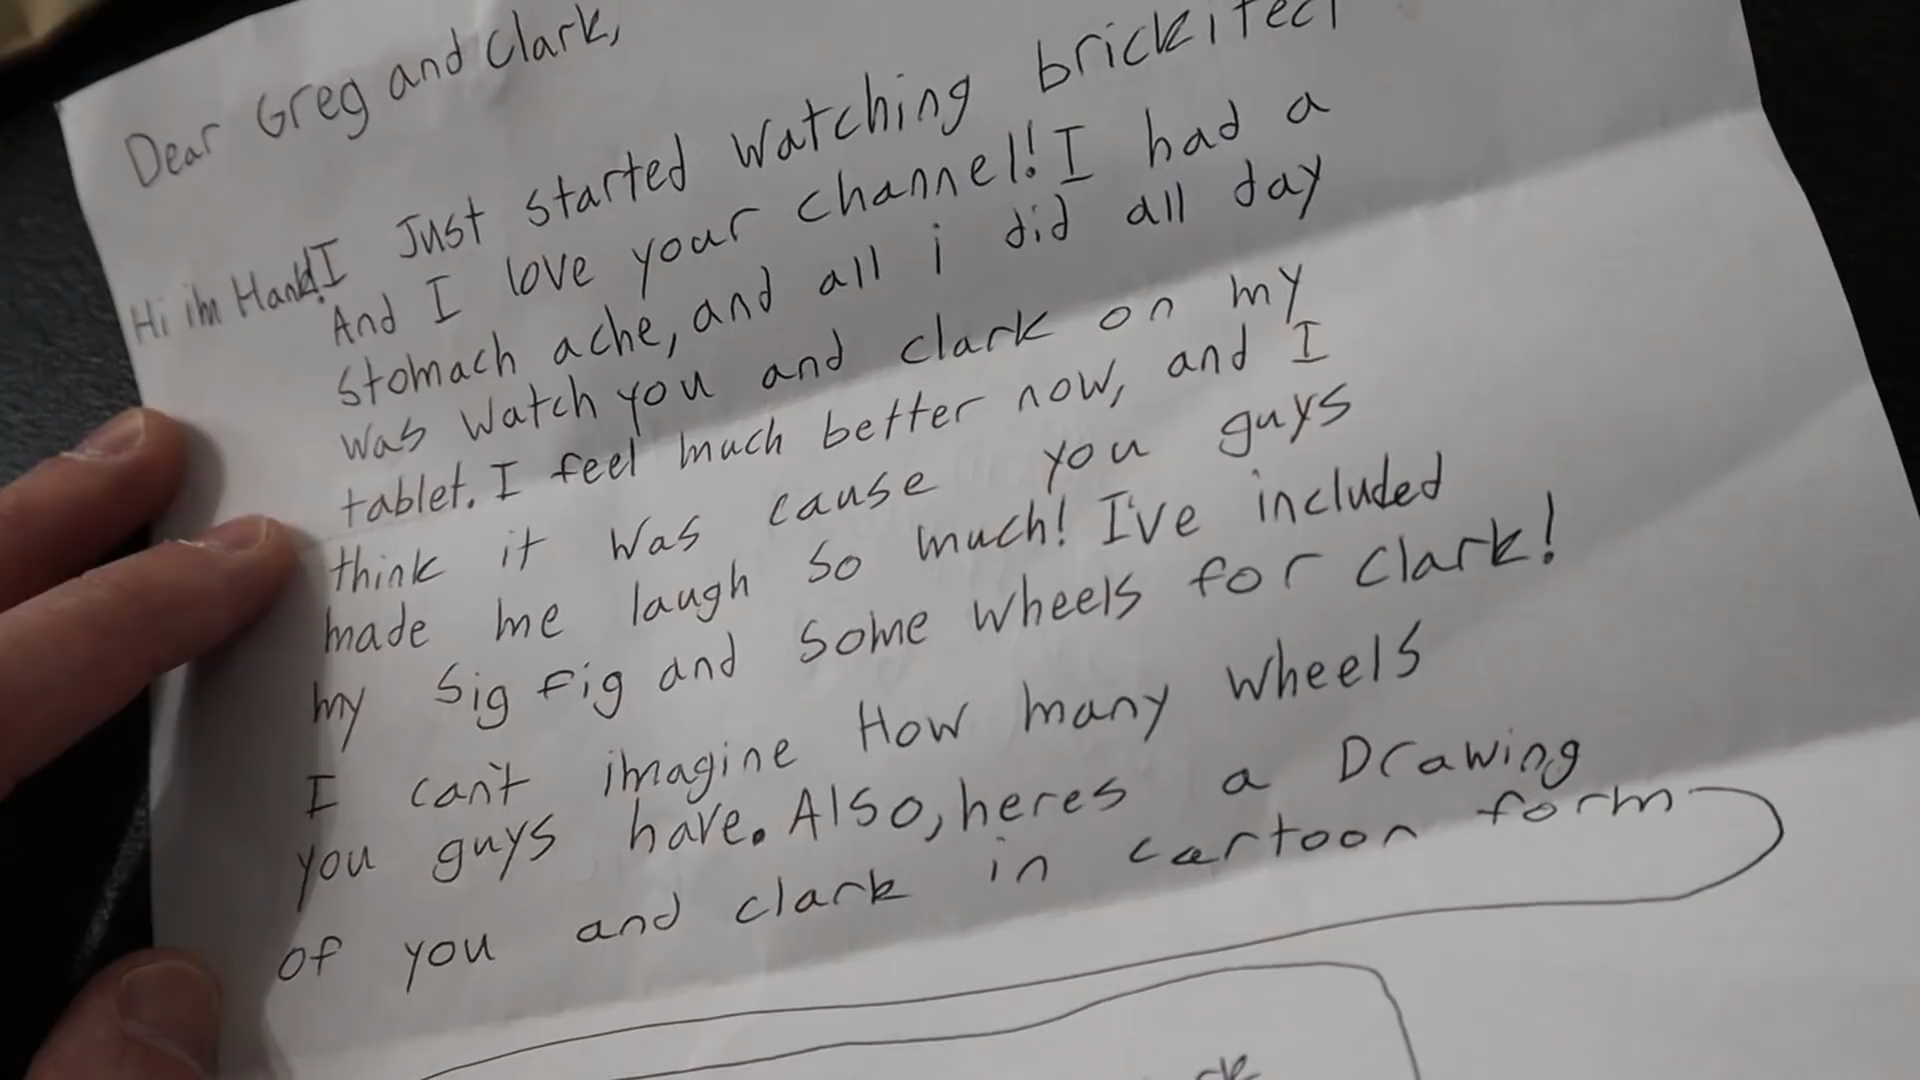 Dear Greg and Clark,
Hi im Hank! I Just started watching brickitect
And I love your channel! I had a
stomach ache, and all i did all day
was watch you and clark on my
tablet. I feel much better now, and I
think it was cause you guys
made me laugh so much! I've included
my sig fig and some wheels for clark!
I can't imagine How many wheels
you guys have. Also, heres a Drawing
of you and clark in cartoon form